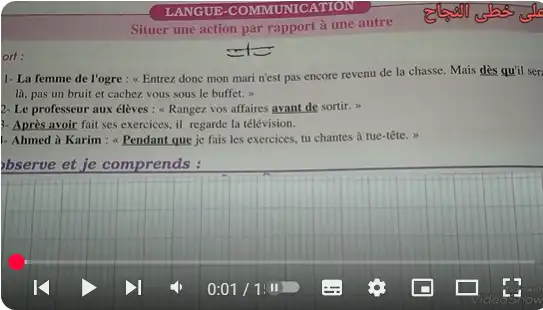 LANGUE-COMMUNICATION
على خطى النجاح
Situer une action par rapport à une autre
ort :
1- La femme de l'ogre : « Entrez donc mon mari n'est pas encore revenu de la chasse. Mais dès qu'il sera
là, pas un bruit et cachez vous sous le buffet. »
2- Le professeur aux élèves : « Rangez vos affaires avant de sortir. »
3- Après avoir fait ses exercices, il regarde la télévision.
- Ahmed à Karim : « Pendant que je fais les exercices, tu chantes à tue-tête. »
observe et je comprends :
0:01 / 1
VideoShow